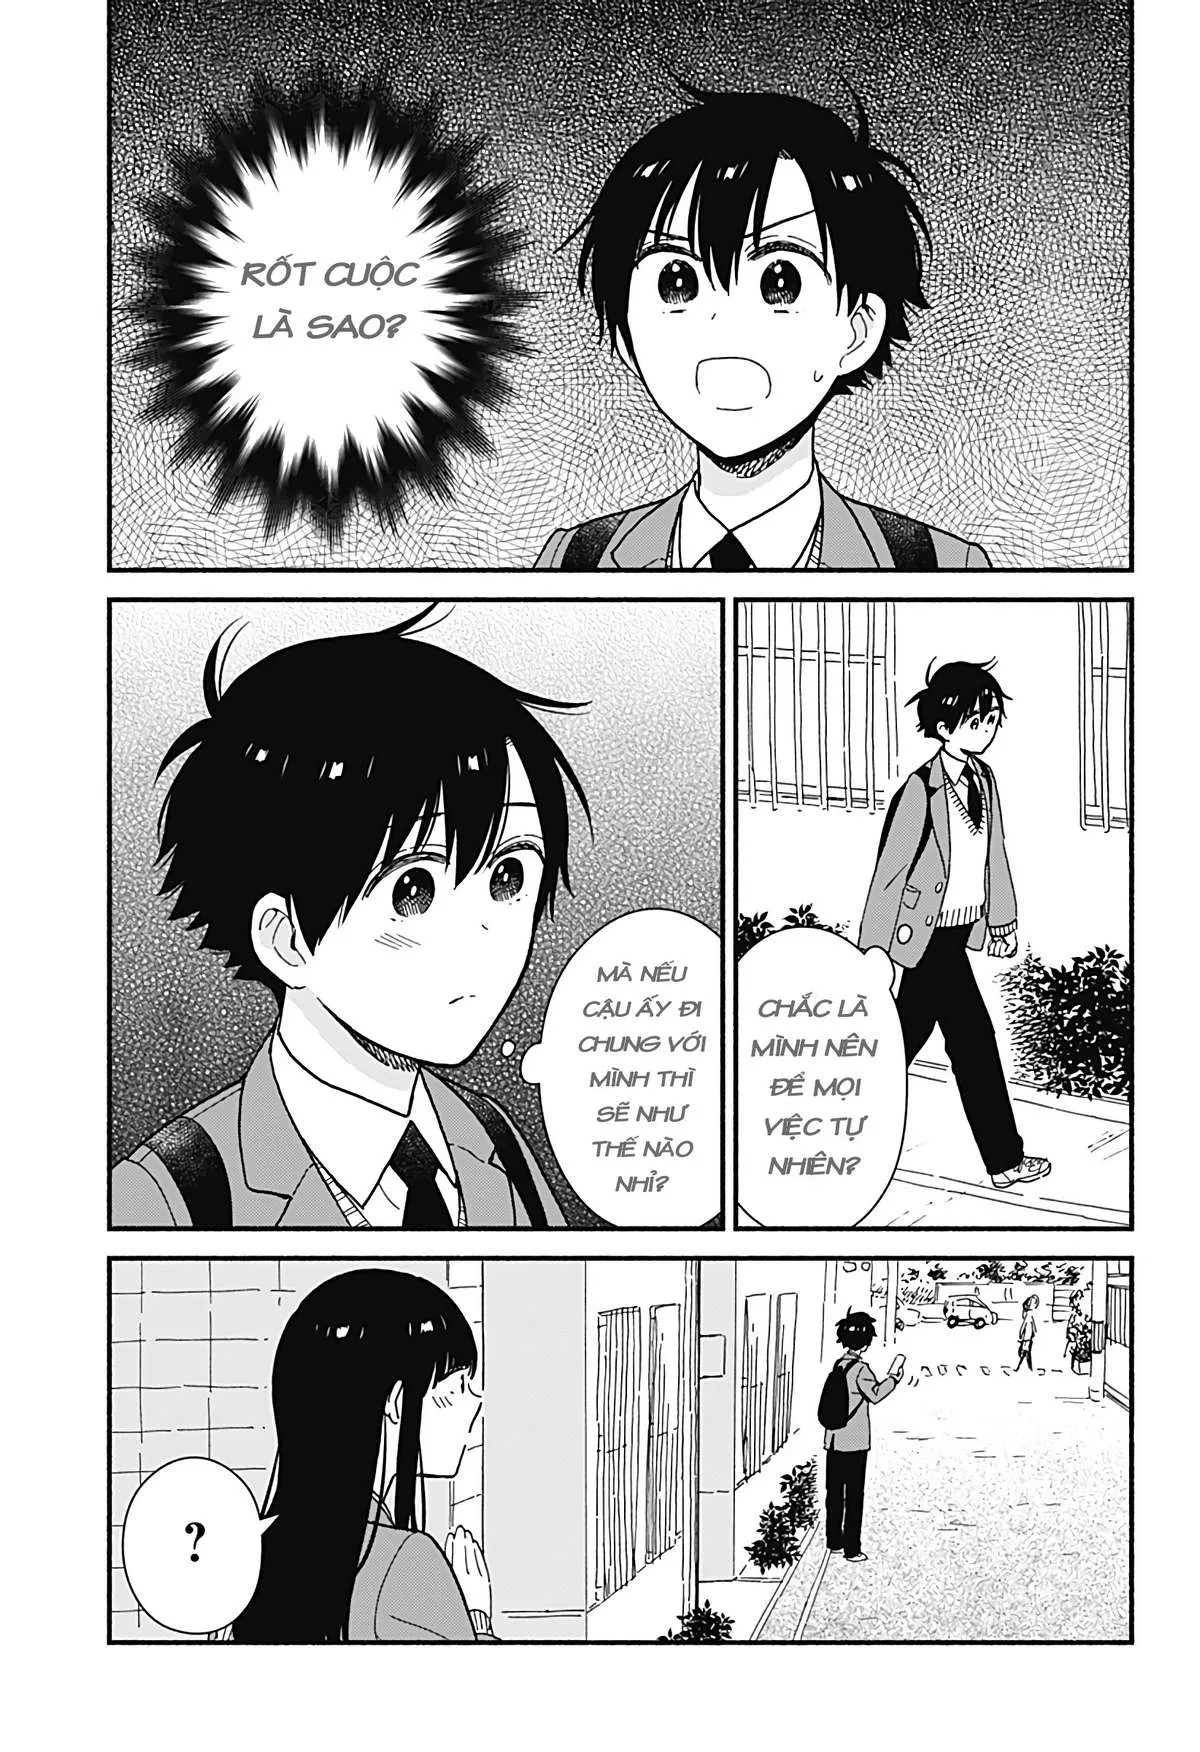 RỐT CUỘC
LÀ SAO?
CHẮC LÀ
MÌNH NÊN
ĐỂ MỌI
VIỆC TỰ
NHIÊN?
MÀ NẾU
CẬU ẤY ĐI
CHUNG VỚI
MÌNH THÌ
SẼ NHƯ
THẾ NÀO
NHỈ?
?